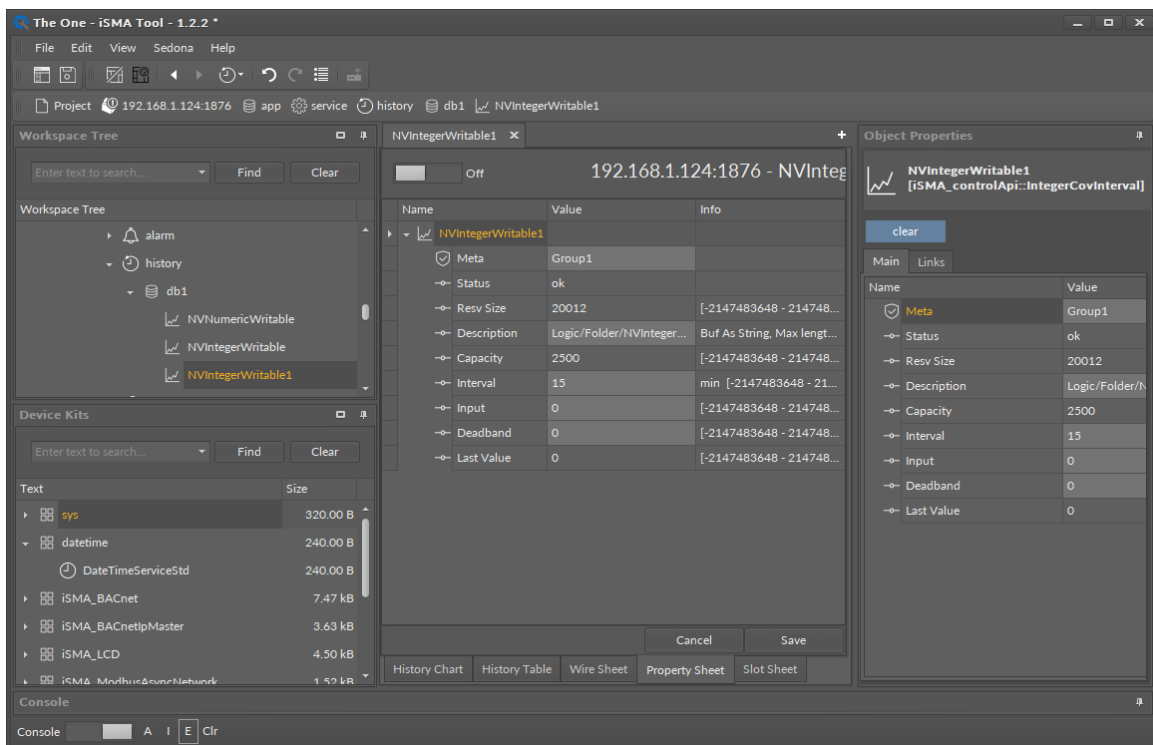 The One - iSMA Tool - 1.2.2 *
File Edit View Sedona Help
Project 192.168.1.124:1876 app service history db1 NVIntegerWritable1
Workspace Tree
Enter text to search... Find Clear
Workspace Tree
alarm
history
db1
NVNumericWritable
NVIntegerWritable
NVIntegerWritable1
Device Kits
Enter text to search... Find Clear
Text Size
sys 320.00 B
datetime 240.00 B
DateTimeServiceStd 240.00 B
iSMA_BACnet 7.47 kB
iSMA_BACnetIpMaster 3.63 kB
iSMA_LCD 4.50 kB
iSMA_ModbusAsyncNetwork 1.52 kB
NVIntegerWritable1
Off 192.168.1.124:1876 - NVInteg
Name Value Info
NVIntegerWritable1
Meta Group1
Status ok
Resv Size 20012 [-2147483648 - 214748...
Description Logic/Folder/NVInteger... Buf As String, Max lengt...
Capacity 2500 [-2147483648 - 214748...
Interval 15 min [-2147483648 - 21...
Input 0 [-2147483648 - 214748...
Deadband 0 [-2147483648 - 214748...
Last Value 0 [-2147483648 - 214748...
Cancel Save
History Chart History Table Wire Sheet Property Sheet Slot Sheet
Object Properties
NVIntegerWritable1
[iSMA_controlApi::IntegerCovInterval]
clear
Main Links
Name Value
Meta Group1
Status ok
Resv Size 20012
Description Logic/Folder/N
Capacity 2500
Interval 15
Input 0
Deadband 0
Last Value 0
Console
Console A I E Clr